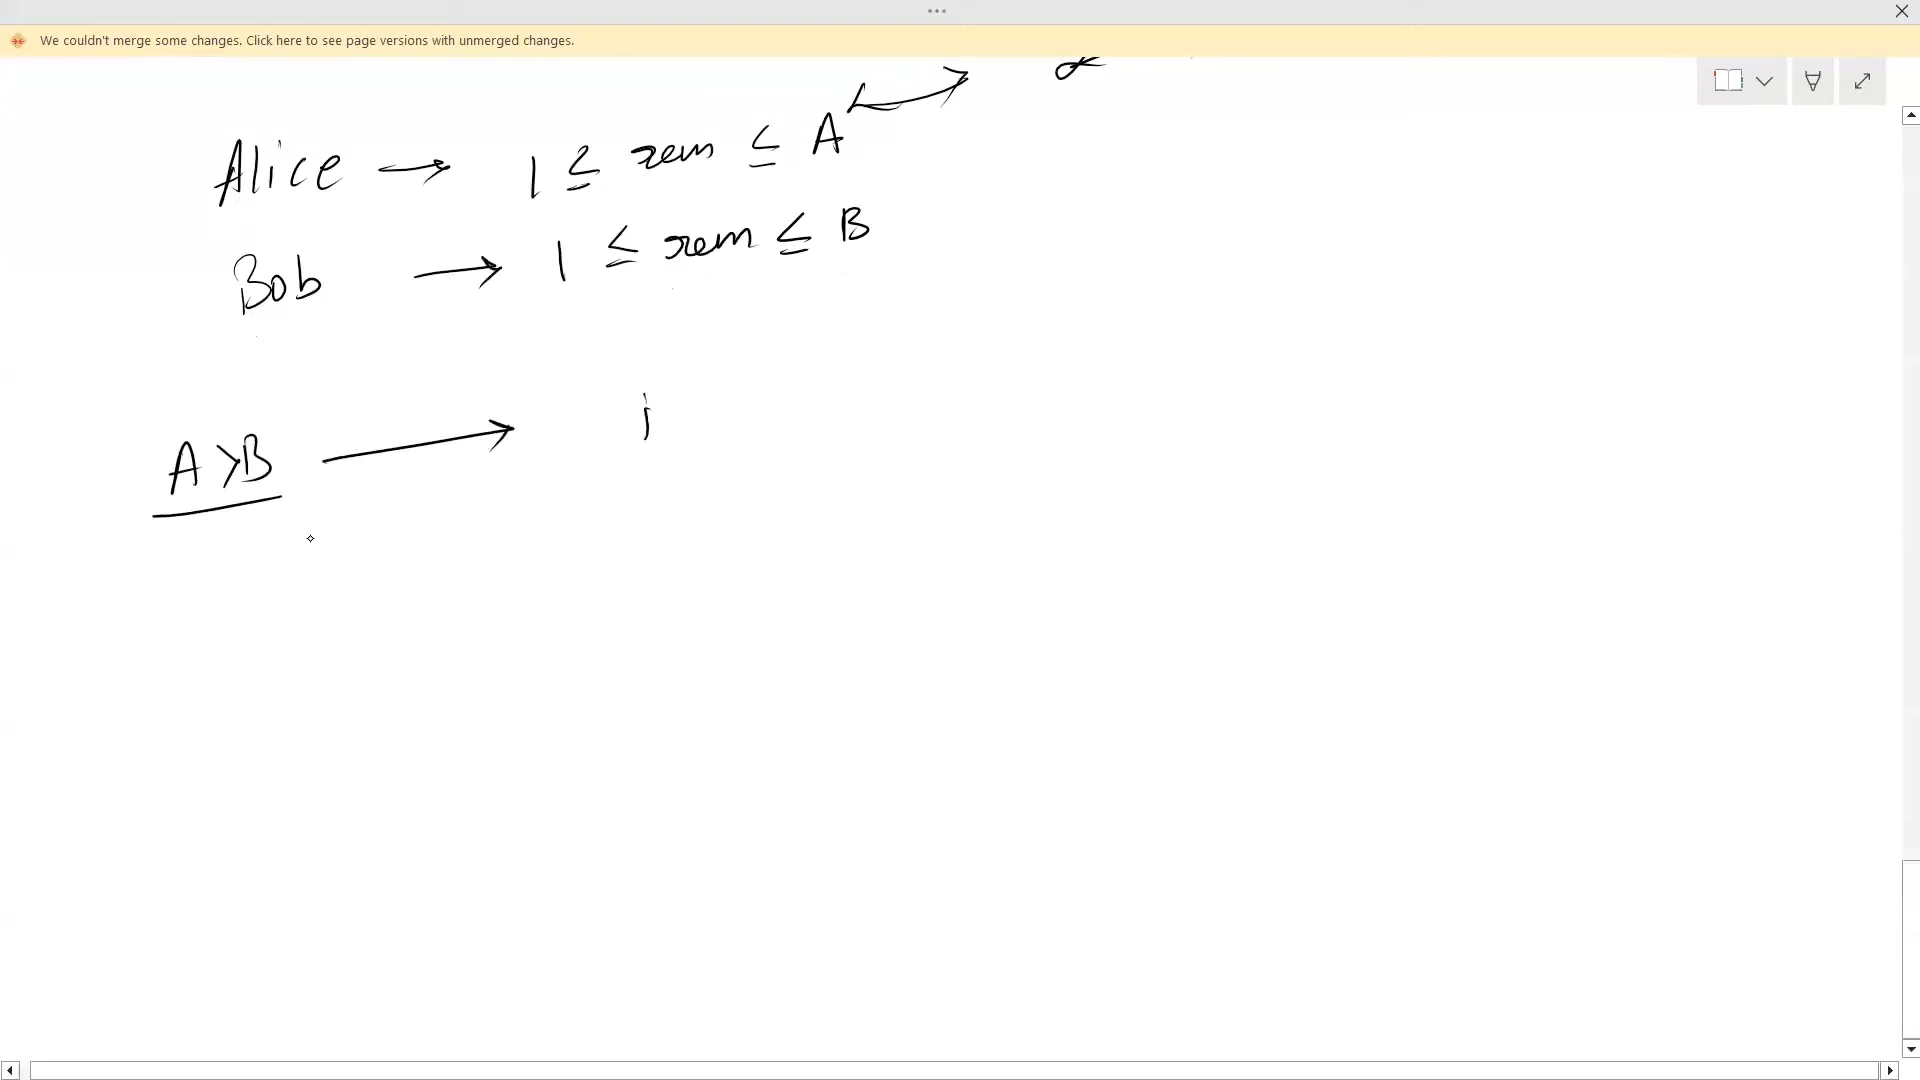 We couldn't merge some changes. Click here to see page versions with unmerged changes.
Alice → 1 ≤ rem ≤ A
Bob → 1 ≤ rem ≤ B
A>B → i